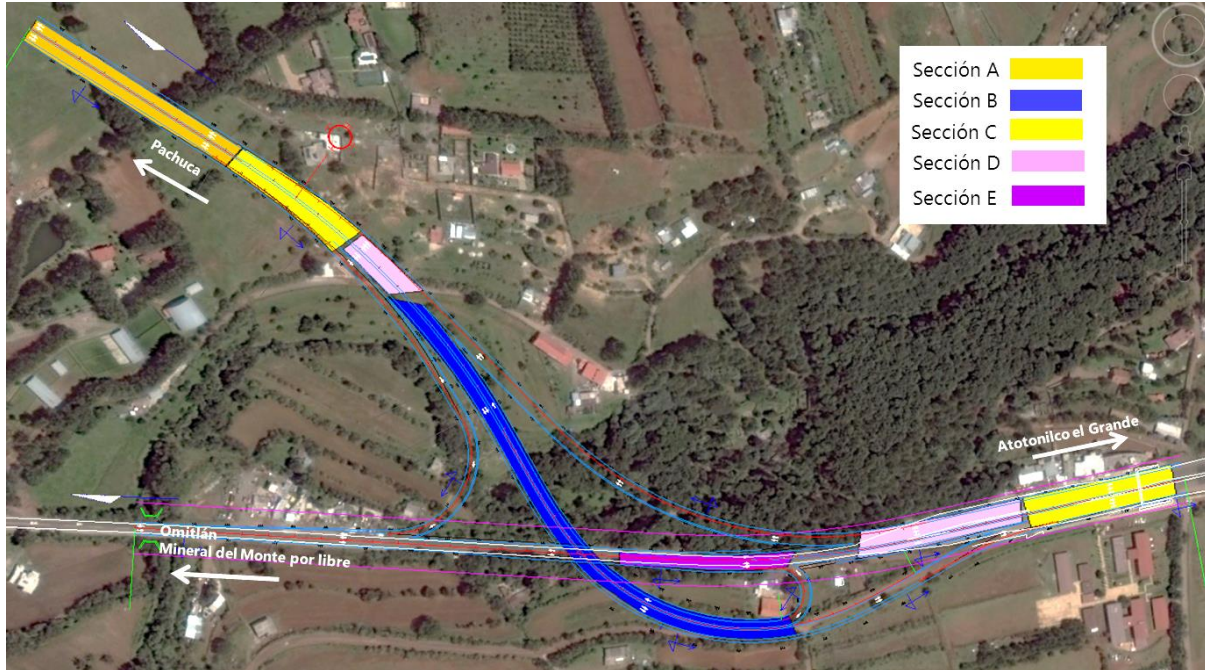 Sección A
Sección B
Sección C
Sección D
Sección E
Pachuca
Atotonilco el Grande
Omitlán
Mineral del Monte por libre